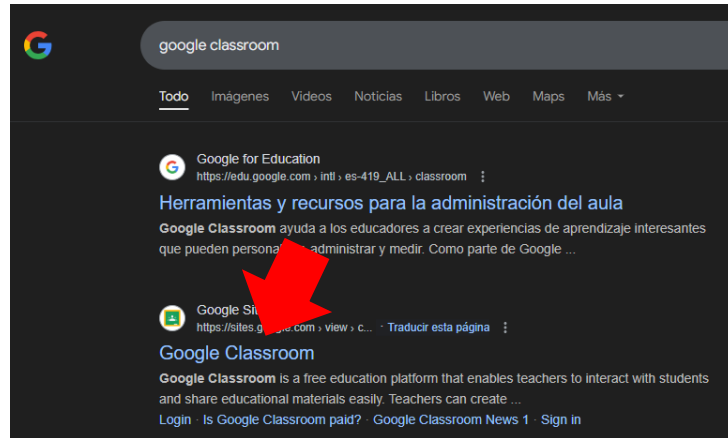 google classroom
Todo Imágenes Videos Noticias Libros Web Maps Más
Google for Education
https://edu.google.com › intl › es-419_ALL › classroom
Herramientas y recursos para la administración del aula
Google Classroom ayuda a los educadores a crear experiencias de aprendizaje interesantes
que pueden administrar y medir. Como parte de Google ...
Google
https://sites. .com › view › c... · Traducir esta página
Google Classroom
Google Classroom is a free education platform that enables teachers to interact with students
and share educational materials easily. Teachers can create ...
Login · Is Google Classroom paid? · Google Classroom News 1 · Sign in